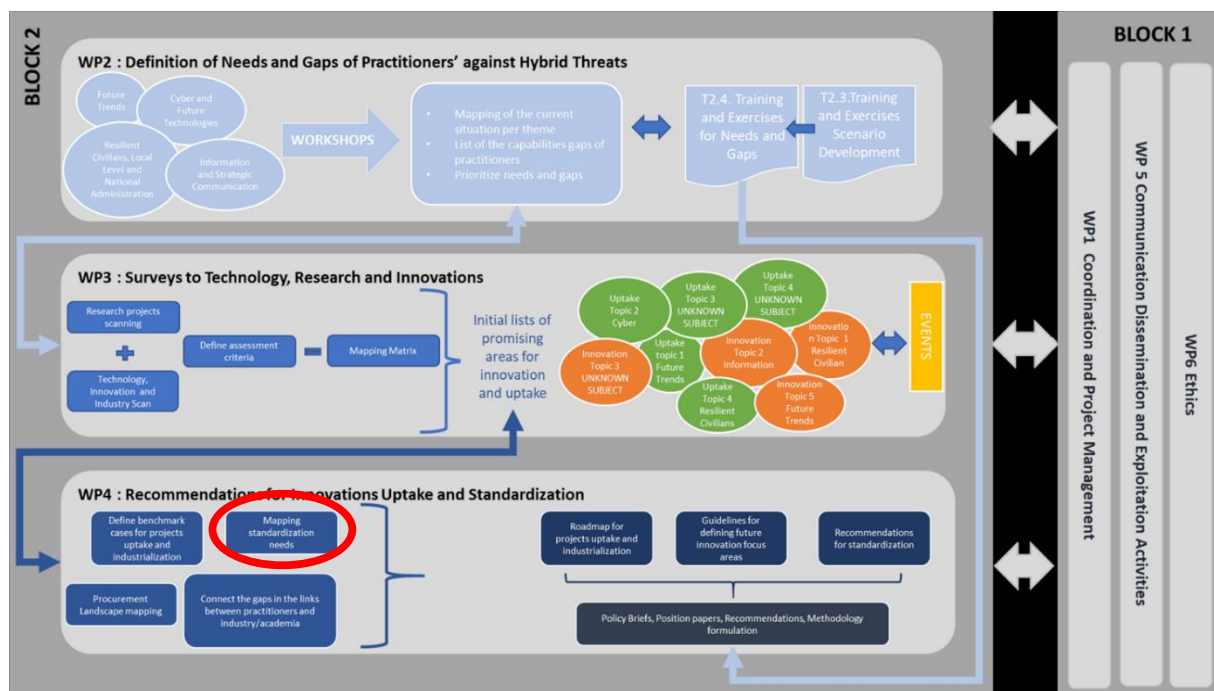 BLOCK 2
WP2 : Definition of Needs and Gaps of Practitioners’ against Hybrid Threats
Future
Trends
Cyber and
Future
Technologies
Resilient
Civilians, Local
Level and
National
Administration
Information
and Strategic
Communication
WORKSHOPS
• Mapping of the current
situation per theme
• List of the capabilities gaps of
practitioners
• Prioritize needs and gaps
T2.4. Training
and Exercises
for Needs and
Gaps
T2.3.Training
and Exercises
Scenario
Development
WP3 : Surveys to Technology, Research and Innovations
Research projects
scanning
Technology,
Innovation and
Industry Scan
Define assessment
criteria
Mapping Matrix
Initial lists of
promising
areas for
innovation
and uptake
Uptake
Topic 2
Cyber
Uptake
Topic 3
UNKNOWN
SUBJECT
Uptake
Topic 4
UNKNOWN
SUBJECT
Innovation
Topic 3
UNKNOWN
SUBJECT
Uptake
topic 1
Future
Trends
Innovation
Topic 2
Information
Innovatio
n Topic 1
Resilient
Civilian
Uptake
Topic 4
Resilient
Civilians
Innovation
Topic 5
Future
Trends
EVENTS
WP4 : Recommendations for Innovations Uptake and Standardization
Define benchmark
cases for projects
uptake and
industrialization
Mapping
standardization
needs
Procurement
Landscape mapping
Connect the gaps in the links
between practitioners and
industry/academia
Roadmap for
projects uptake and
industrialization
Guidelines for
defining future
innovation focus
areas
Recommendations
for standardization
Policy Briefs, Position papers, Recommendations, Methodology
formulation
BLOCK 1
WP1 Coordination and Project Management
WP 5 Communication Dissemination and Exploitation Activities
WP6 Ethics